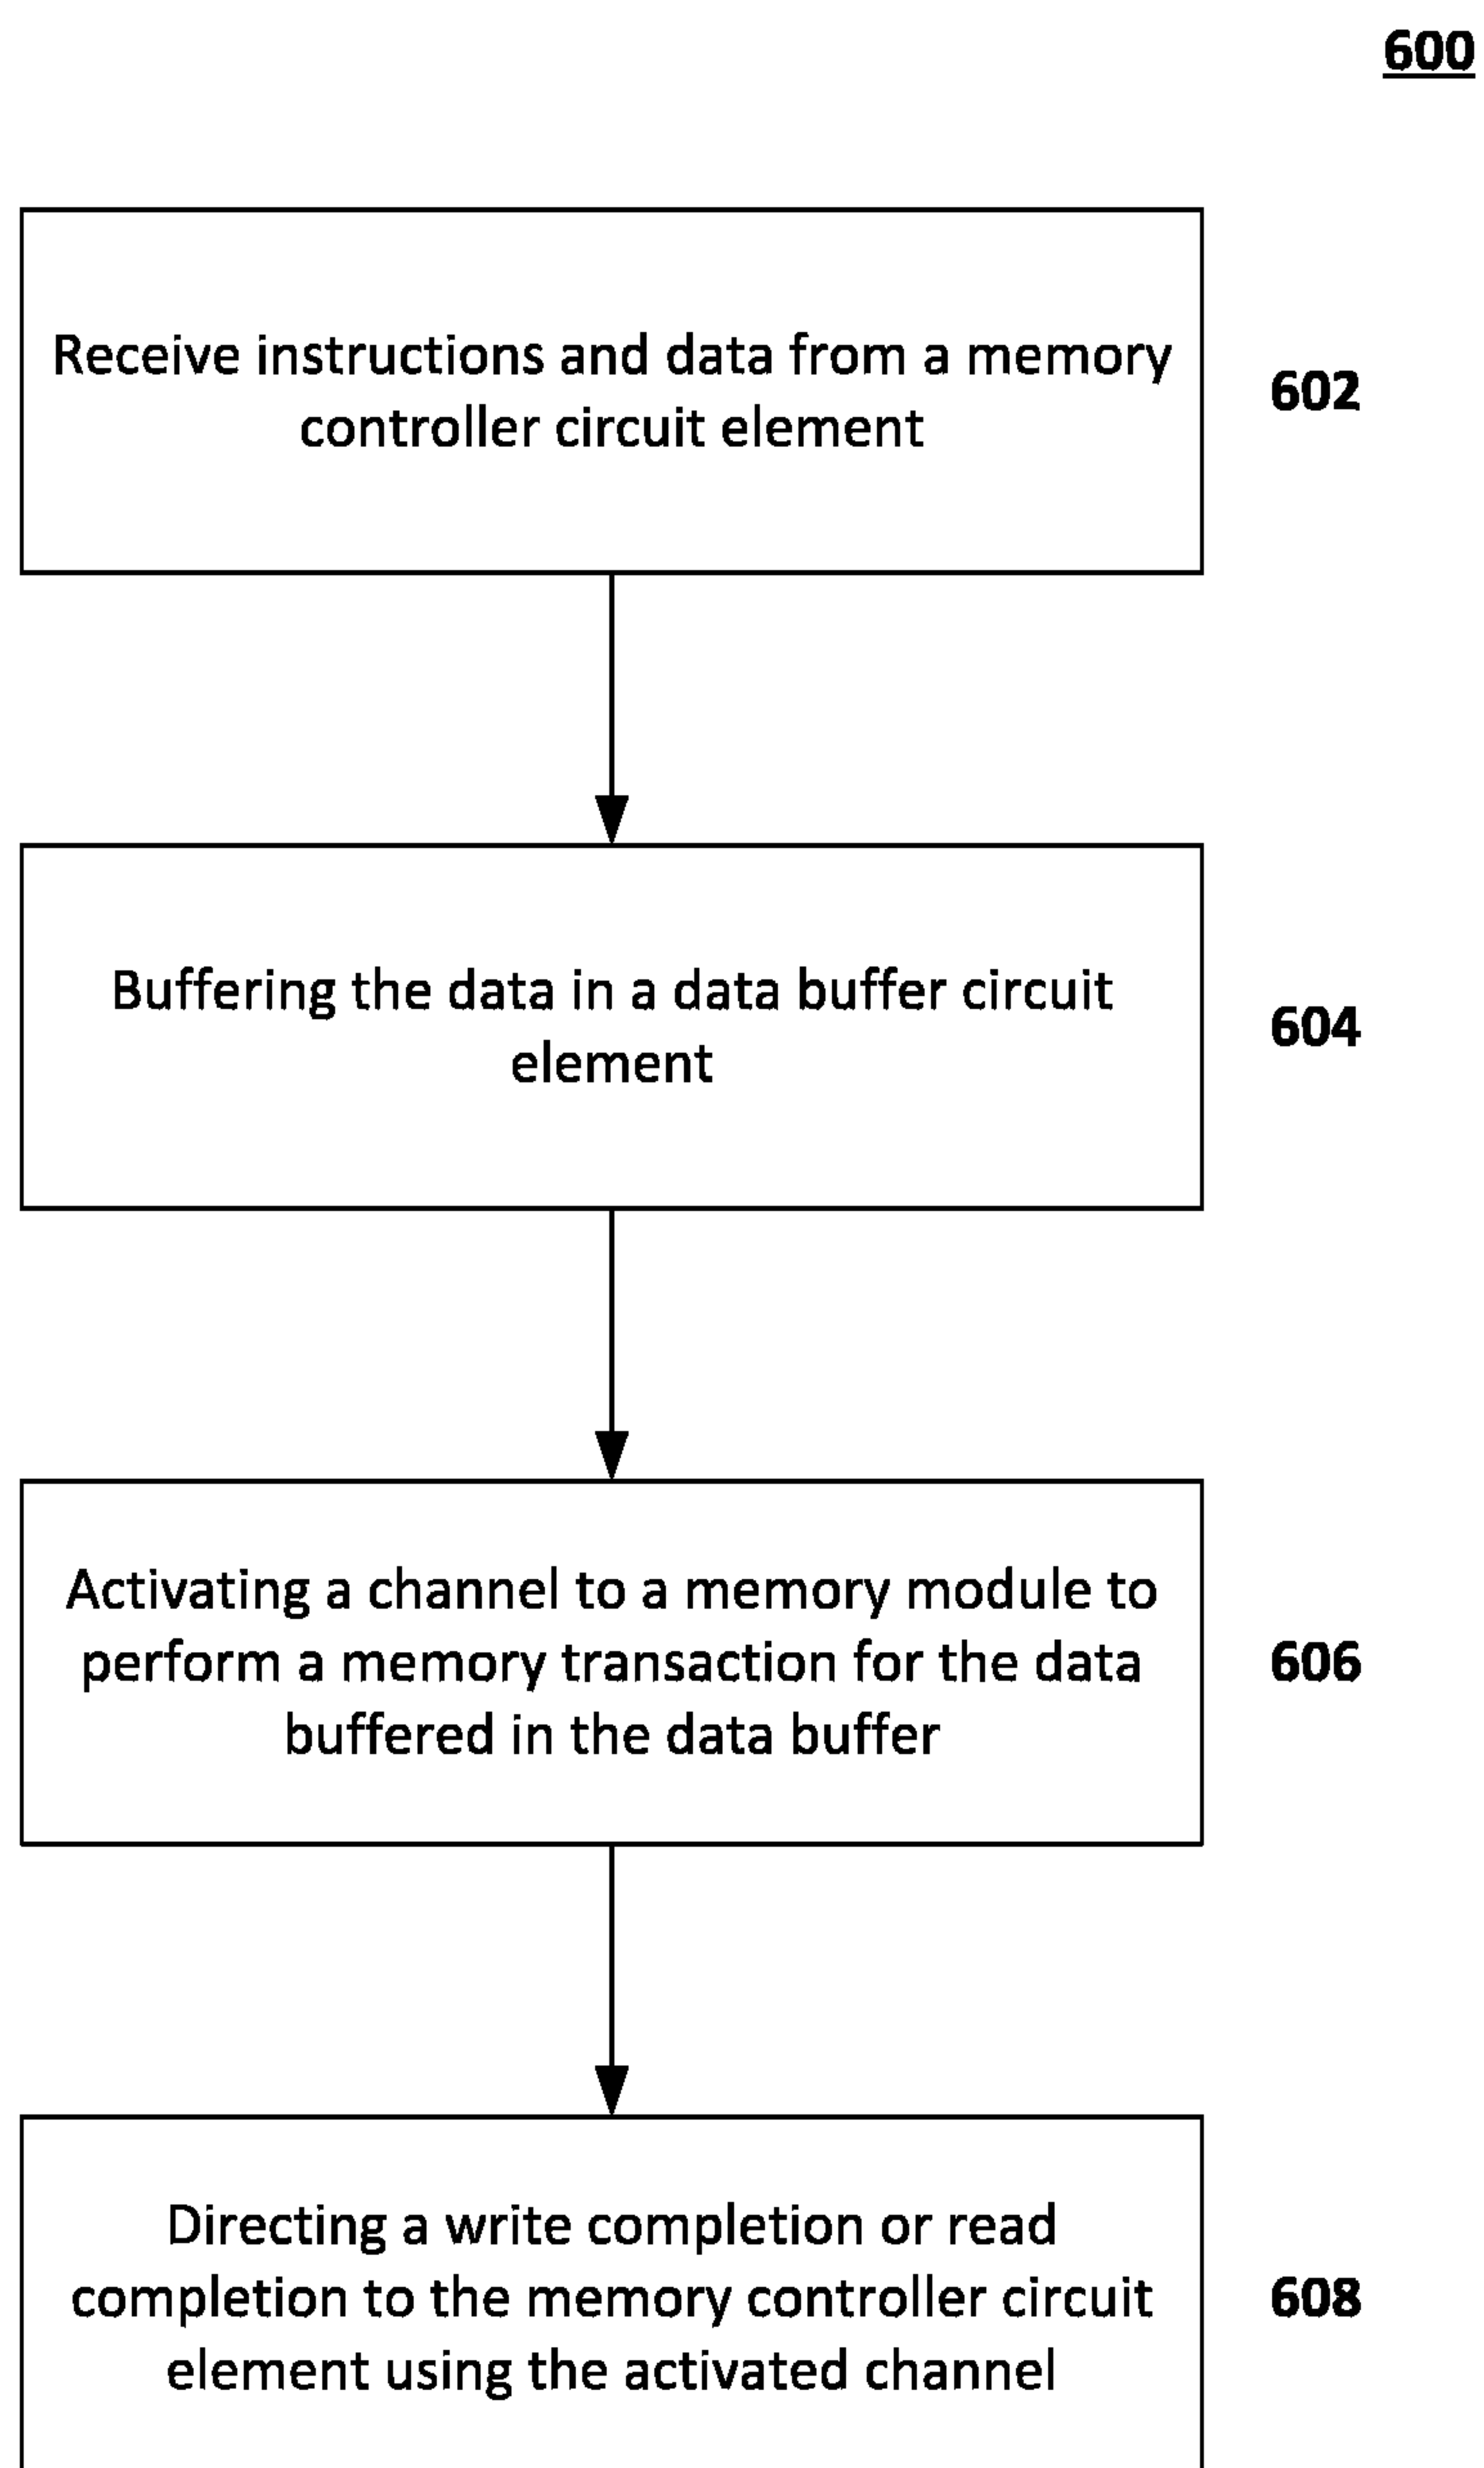 600
Receive instructions and data from a memory
controller circuit element
602
Buffering the data in a data buffer circuit
element
604
Activating a channel to a memory module to
perform a memory transaction for the data
buffered in the data buffer
606
Directing a write completion or read
completion to the memory controller circuit
element using the activated channel
608